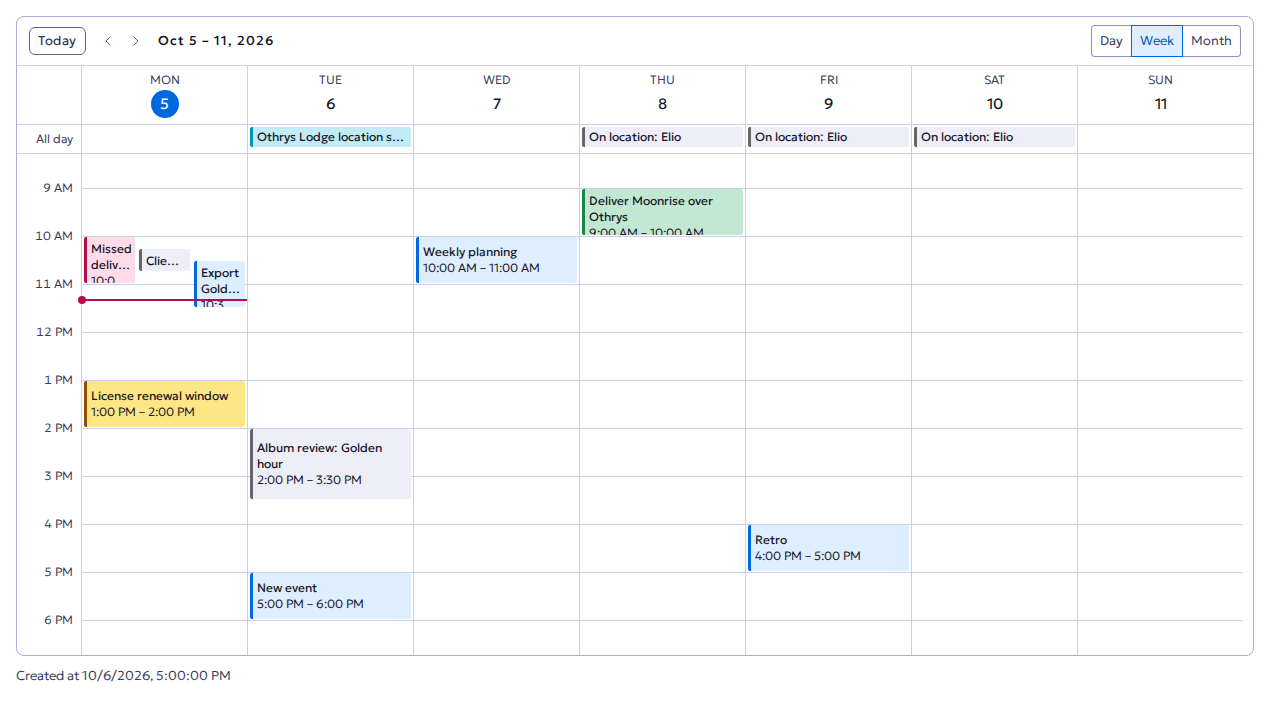 Today
Oct 5 – 11, 2026
Day
Week
Month
MON
5
TUE
6
WED
7
THU
8
FRI
9
SAT
10
SUN
11
All day
Othrys Lodge location s...
On location: Elio
On location: Elio
On location: Elio
9 AM
10 AM
11 AM
12 PM
1 PM
2 PM
3 PM
4 PM
5 PM
6 PM
Missed
deliv...
10:0
Clie...
Export
Gold...
10:3
License renewal window
1:00 PM – 2:00 PM
Album review: Golden
hour
2:00 PM – 3:30 PM
New event
5:00 PM – 6:00 PM
Weekly planning
10:00 AM – 11:00 AM
Deliver Moonrise over
Othrys
9:00 AM – 10:00 AM
Retro
4:00 PM – 5:00 PM
Created at 10/6/2026, 5:00:00 PM